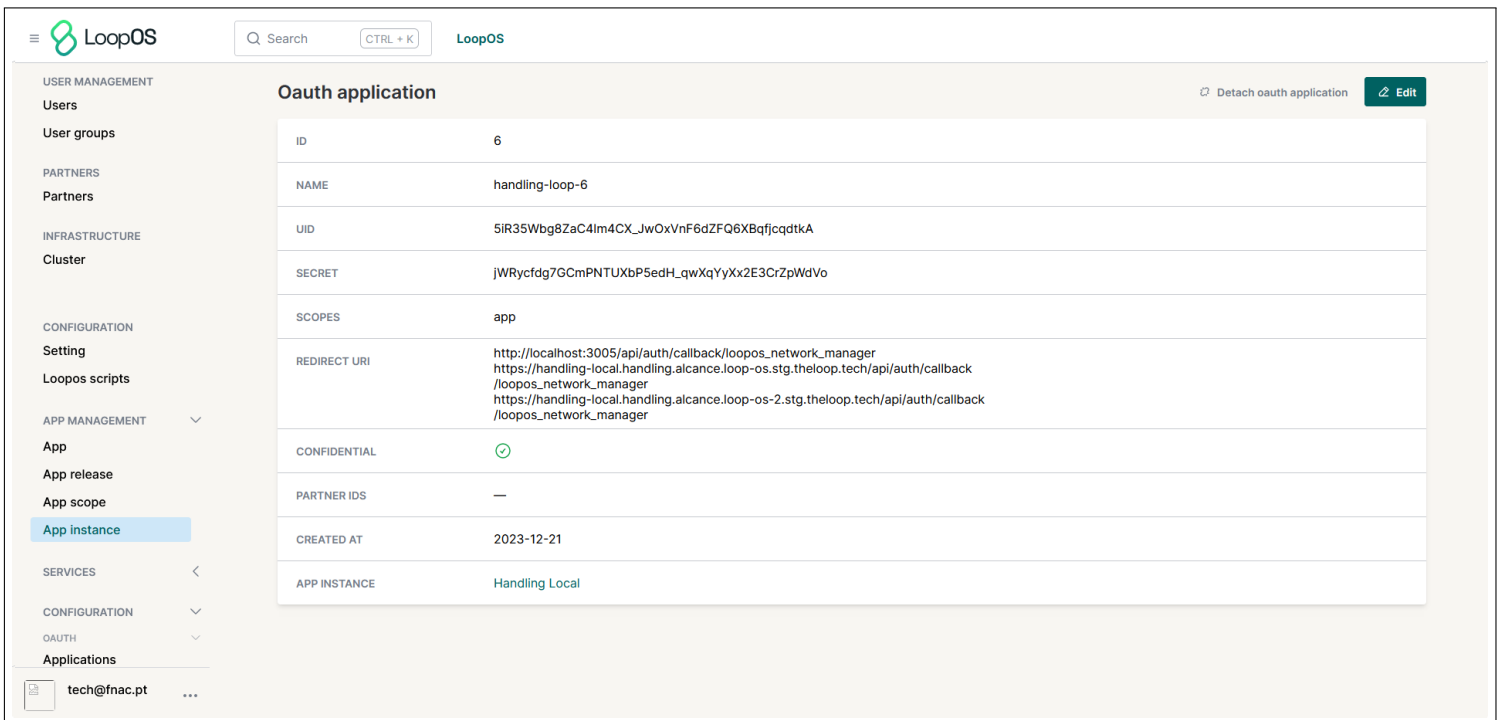 LoopOS
Search
CTRL + K
LoopOS
USER MANAGEMENT
Users
User groups
PARTNERS
Partners
INFRASTRUCTURE
Cluster
CONFIGURATION
Setting
Loopos scripts
APP MANAGEMENT
App
App release
App scope
App instance
SERVICES
CONFIGURATION
OAUTH
Applications
tech@fnac.pt
Oauth application
Detach oauth application
Edit
ID 6
NAME handling-loop-6
UID 5iR35Wbg8ZaC4lm4CX_JwOxVnF6dZFQ6XBqfjcqdtkA
SECRET jWRycfdg7GCmPNTUXbP5edH_qwXqYyXx2E3CrZpWdVo
SCOPES app
REDIRECT URI http://localhost:3005/api/auth/callback/loopos_network_manager
https://handling-local.handling.alcance.loop-os.stg.theloop.tech/api/auth/callback
/loopos_network_manager
https://handling-local.handling.alcance.loop-os-2.stg.theloop.tech/api/auth/callback
/loopos_network_manager
CONFIDENTIAL
PARTNER IDS —
CREATED AT 2023-12-21
APP INSTANCE Handling Local